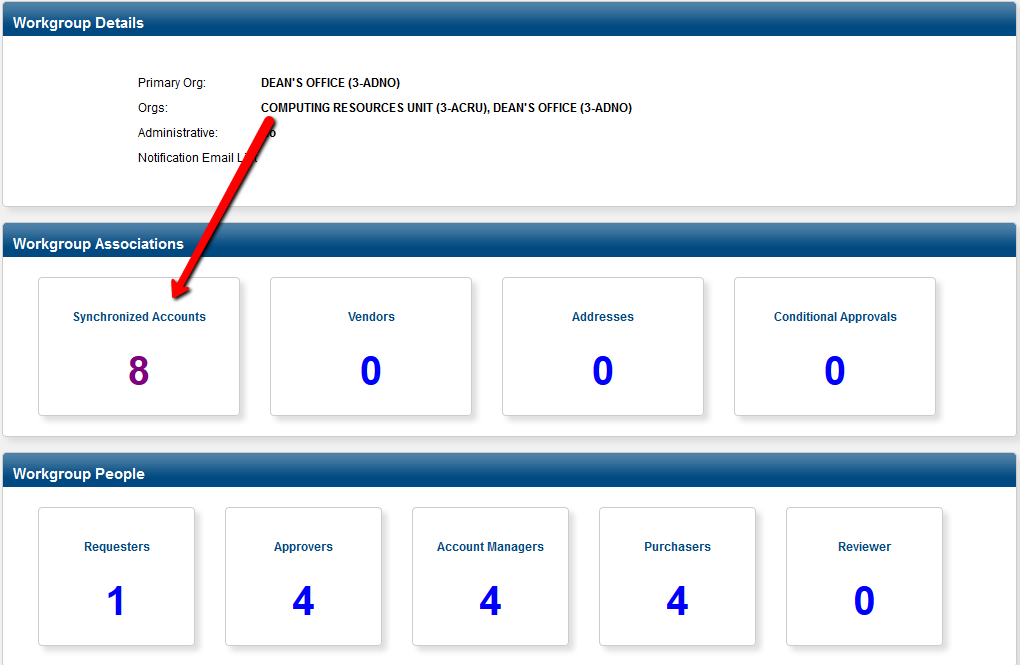 Workgroup Details
Primary Org: DEAN'S OFFICE (3-ADNO)
Orgs: COMPUTING RESOURCES UNIT (3-ACRU), DEAN'S OFFICE (3-ADNO)
Administrative:
Notification Email
Workgroup Associations
Synchronized Accounts Vendors Addresses Conditional Approvals
8 0 0 0
Workgroup People
Requesters Approvers Account Managers Purchasers Reviewer
1 4 4 4 0